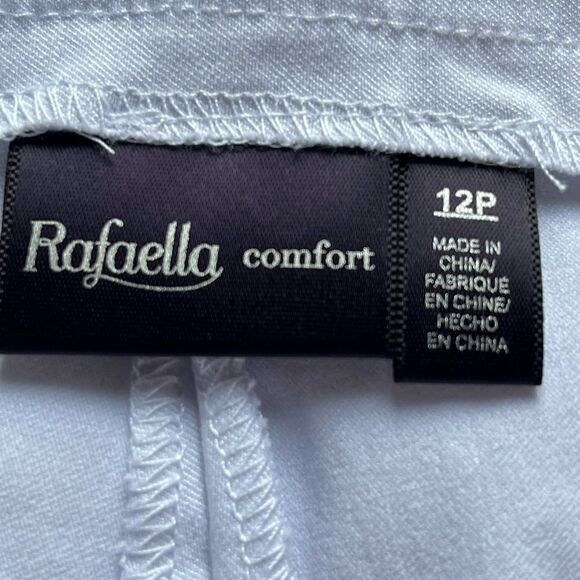 Rafaella comfort
12P
MADE IN
CHINA/
FABRIQUÉ
EN CHINE/
HECHO
EN CHINA